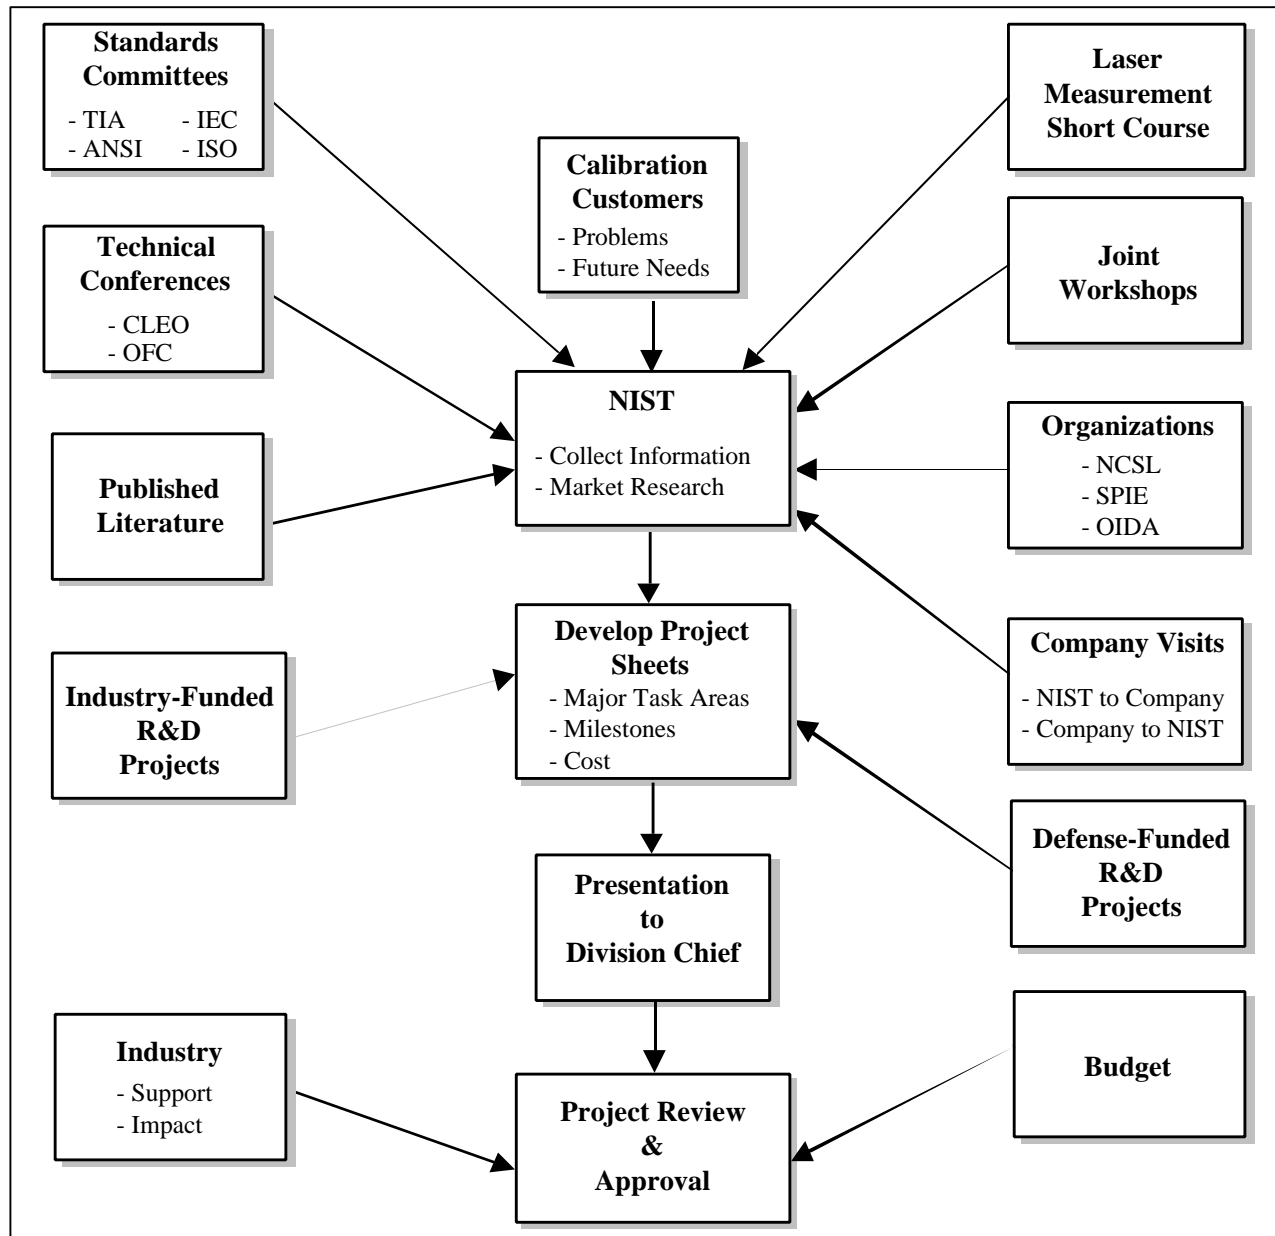 Standards
Committees
- TIA - IEC
- ANSI - ISO
Laser
Measurement
Short Course
Calibration
Customers
- Problems
- Future Needs
Technical
Conferences
- CLEO
- OFC
Joint
Workshops
NIST
- Collect Information
- Market Research
Organizations
- NCSL
- SPIE
- OIDA
Published
Literature
Develop Project
Sheets
- Major Task Areas
- Milestones
- Cost
Company Visits
- NIST to Company
- Company to NIST
Industry-Funded
R&D
Projects
Defense-Funded
R&D
Projects
Presentation
to
Division Chief
Industry
- Support
- Impact
Budget
Project Review
&
Approval